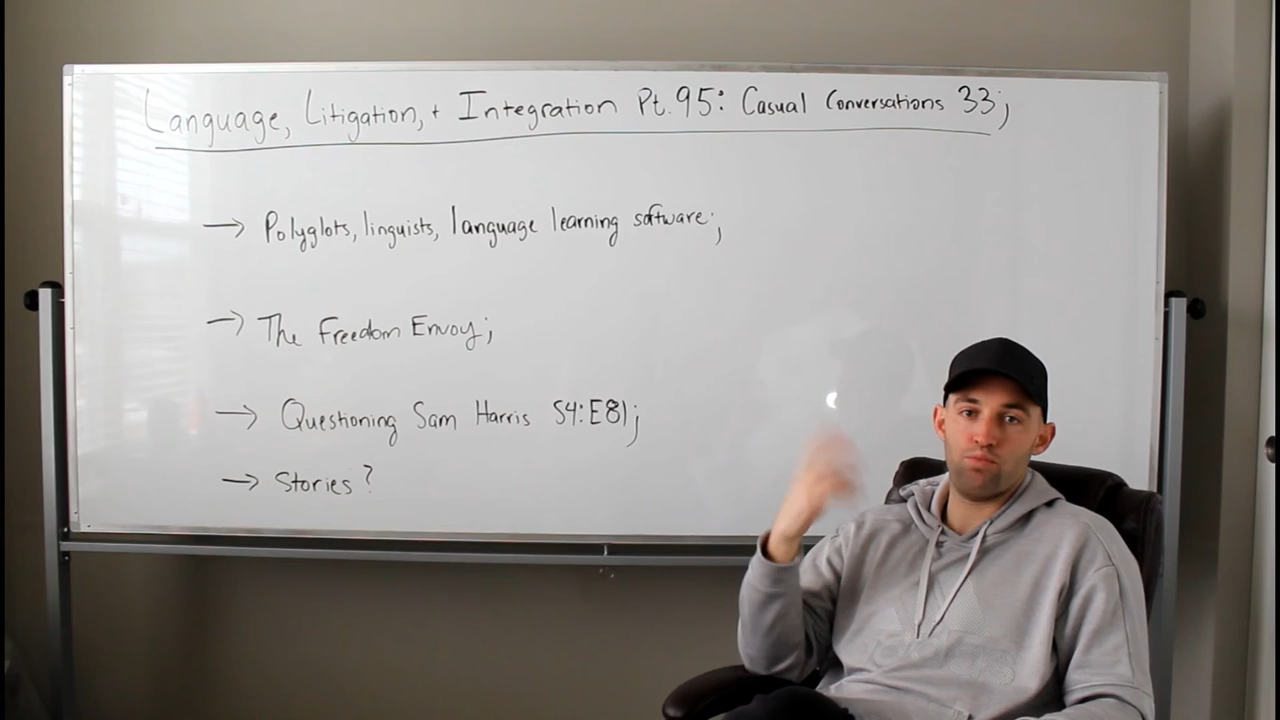 Language, Litigation, + Integration Pt. 95: Casual Conversations 33;
→ Polyglots, linguists, language learning software;
→ The Freedom Envoy;
→ Questioning Sam Harris S4:E81;
→ Stories?